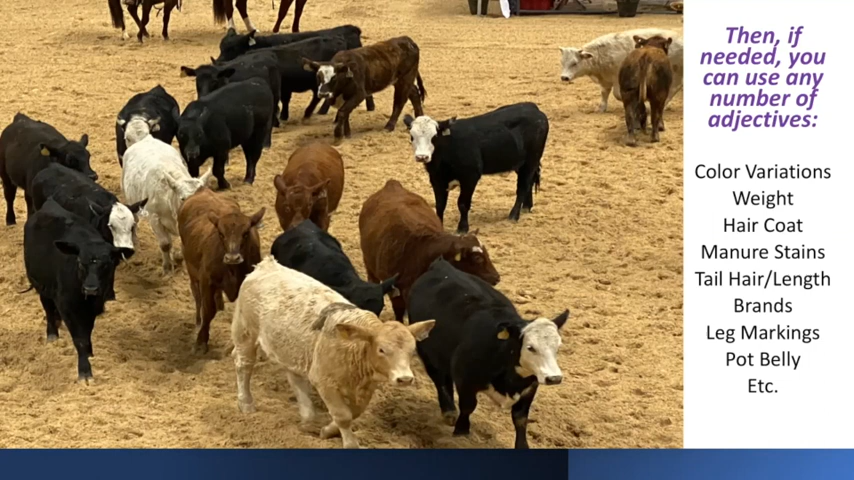 Then, if
needed, you
can use any
number of
adjectives:
Color Variations
Weight
Hair Coat
Manure Stains
Tail Hair/Length
Brands
Leg Markings
Pot Belly
Etc.